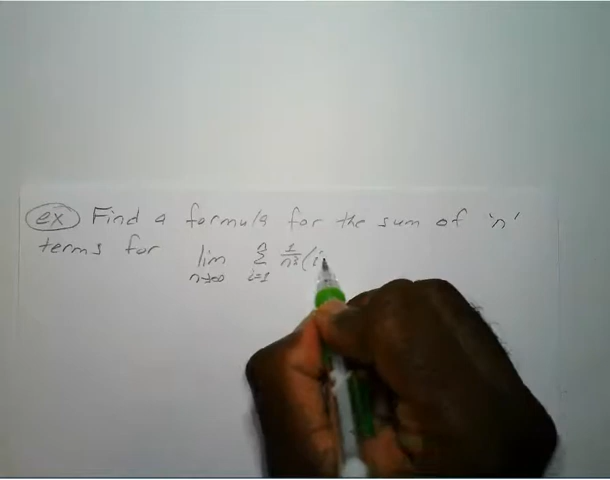 ex Find a formula for the sum of 'n'
terms for lim n→∞ n Σ i=1 1/n³ (i